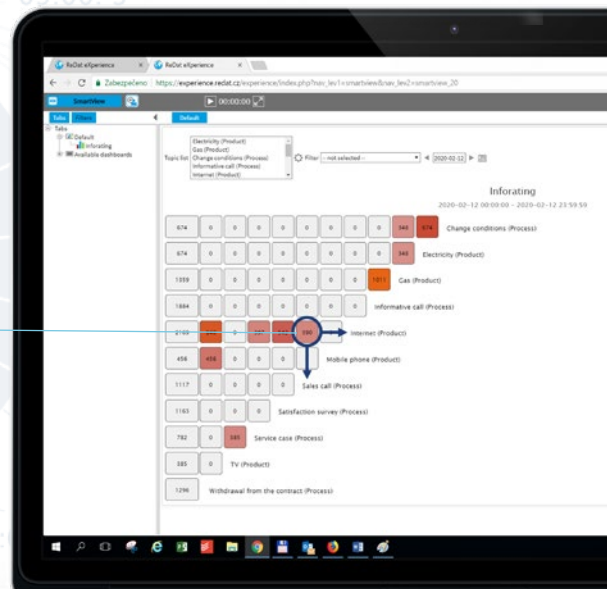 ReDat eXperience
ReDat eXperience
Zabezpečeno https://experience.redat.cz/experience/index.php?nav_lev1=smartview&nav_lev2=smartview_20
SmartView 00:00:00
Tabs Filters Default
Tabs
Default
Inforating
Available dashboards
Topic list
Electricity (Product)
Gas (Product)
Change conditions (Process)
Informative call (Process)
Internet (Product)
Filter -- not selected -- 2020-02-12
Inforating
2020-02-12 00:00:00 - 2020-02-12 23:59:59
674 0 0 0 0 0 0 0 0 348 674 Change conditions (Process)
674 0 0 0 0 0 0 0 0 348 Electricity (Product)
1359 0 0 0 0 0 0 0 1011 Gas (Product)
1684 0 0 0 0 0 0 0 Informative call (Process)
0 Internet (Product)
456 456 0 0 0 Mobile phone (Product)
1117 0 0 0 0 Sales call (Process)
1163 0 0 0 Satisfaction survey (Process)
782 0 385 Service case (Process)
385 0 TV (Product)
1296 Withdrawal from the contract (Process)